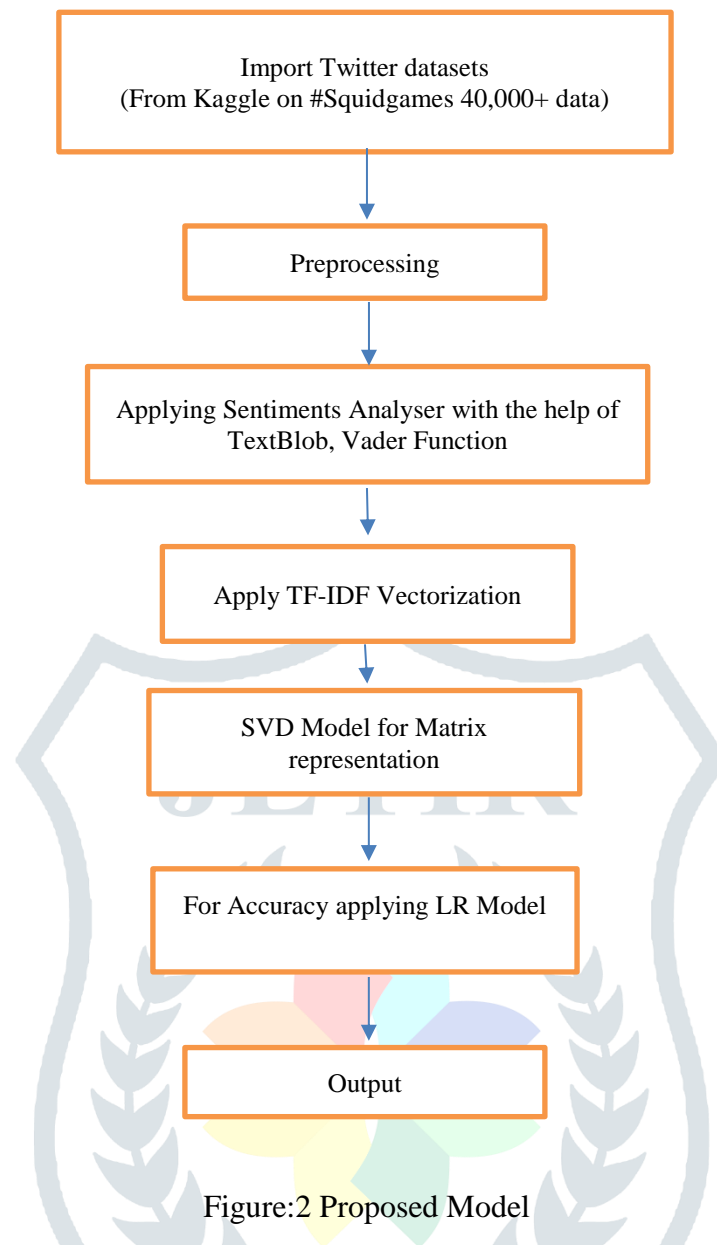 Import Twitter datasets
(From Kaggle on #Squidgames 40,000+ data)
Preprocessing
Applying Sentiments Analyser with the help of
TextBlob, Vader Function
Apply TF-IDF Vectorization
SVD Model for Matrix
representation
JETIR
For Accuracy applying LR Model
Output
Figure:2 Proposed Model